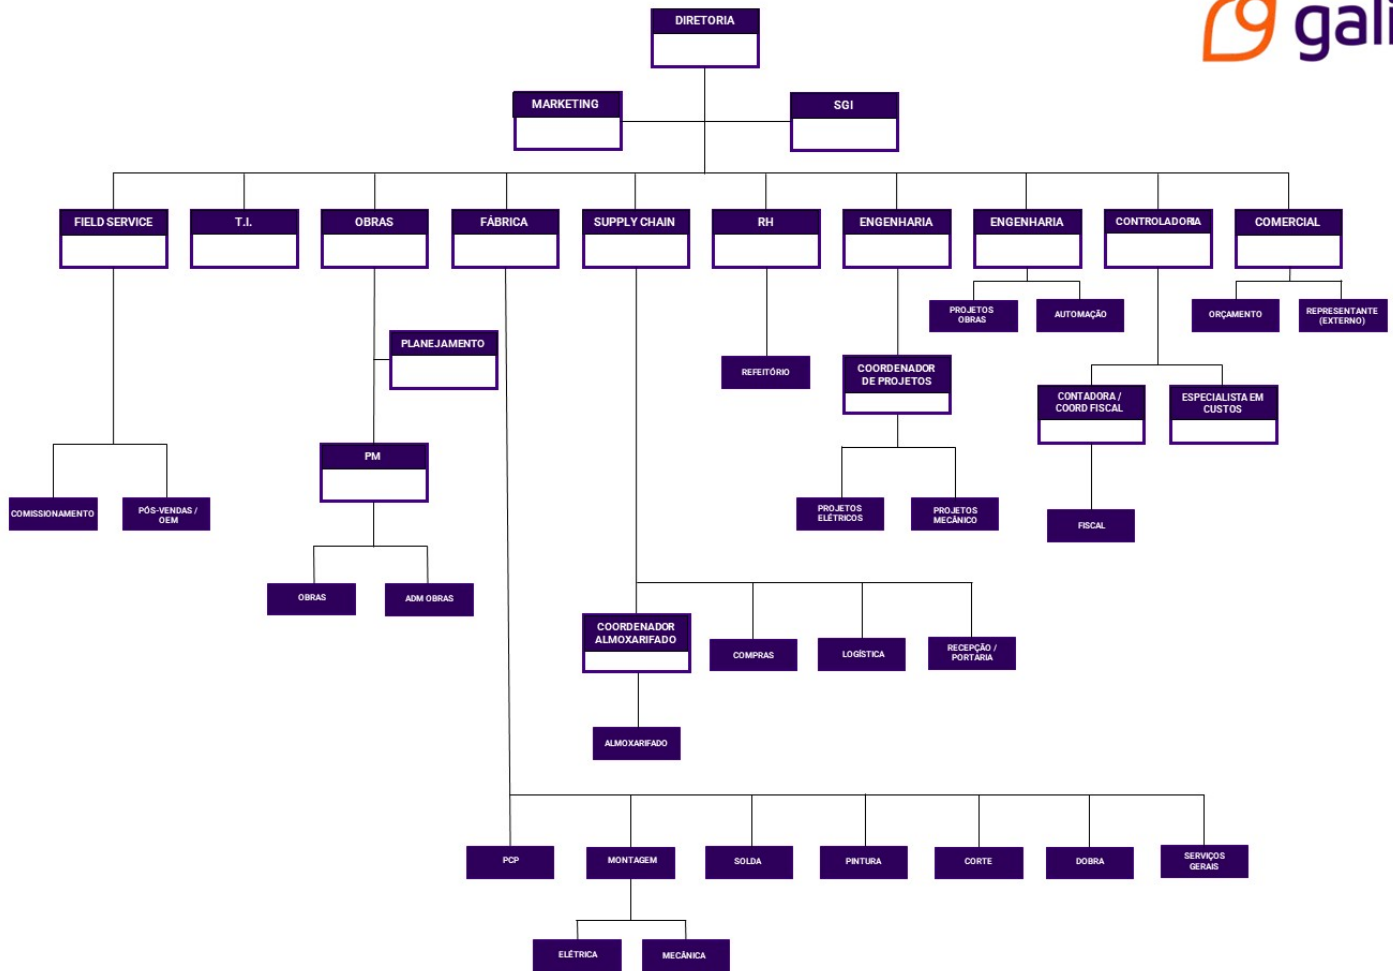 DIRETORIA
gali
MARKETING
SGI
FIELD SERVICE
T.I.
OBRAS
FÁBRICA
SUPPLY CHAIN
RH
ENGENHARIA
ENGENHARIA
CONTROLADORIA
COMERCIAL
PROJETOS
OBRAS
AUTOMAÇÃO
ORÇAMENTO
REPRESENTANTE
(EXTERNO)
PLANEJAMENTO
REFEITÓRIO
COORDENADOR
DE PROJETOS
CONTADORA /
COORD FISCAL
ESPECIALISTA EM
CUSTOS
PM
COMISSIONAMENTO
PÓS-VENDAS /
OEM
PROJETOS
ELÉTRICOS
PROJETOS
MECÂNICO
FISCAL
OBRAS
ADM OBRAS
COORDENADOR
ALMOXARIFADO
COMPRAS
LOGÍSTICA
RECEPÇÃO /
PORTARIA
ALMOXARIFADO
PCP
MONTAGEM
SOLDA
PINTURA
CORTE
DOBRA
SERVIÇOS
GERAIS
ELÉTRICA
MECÂNICA